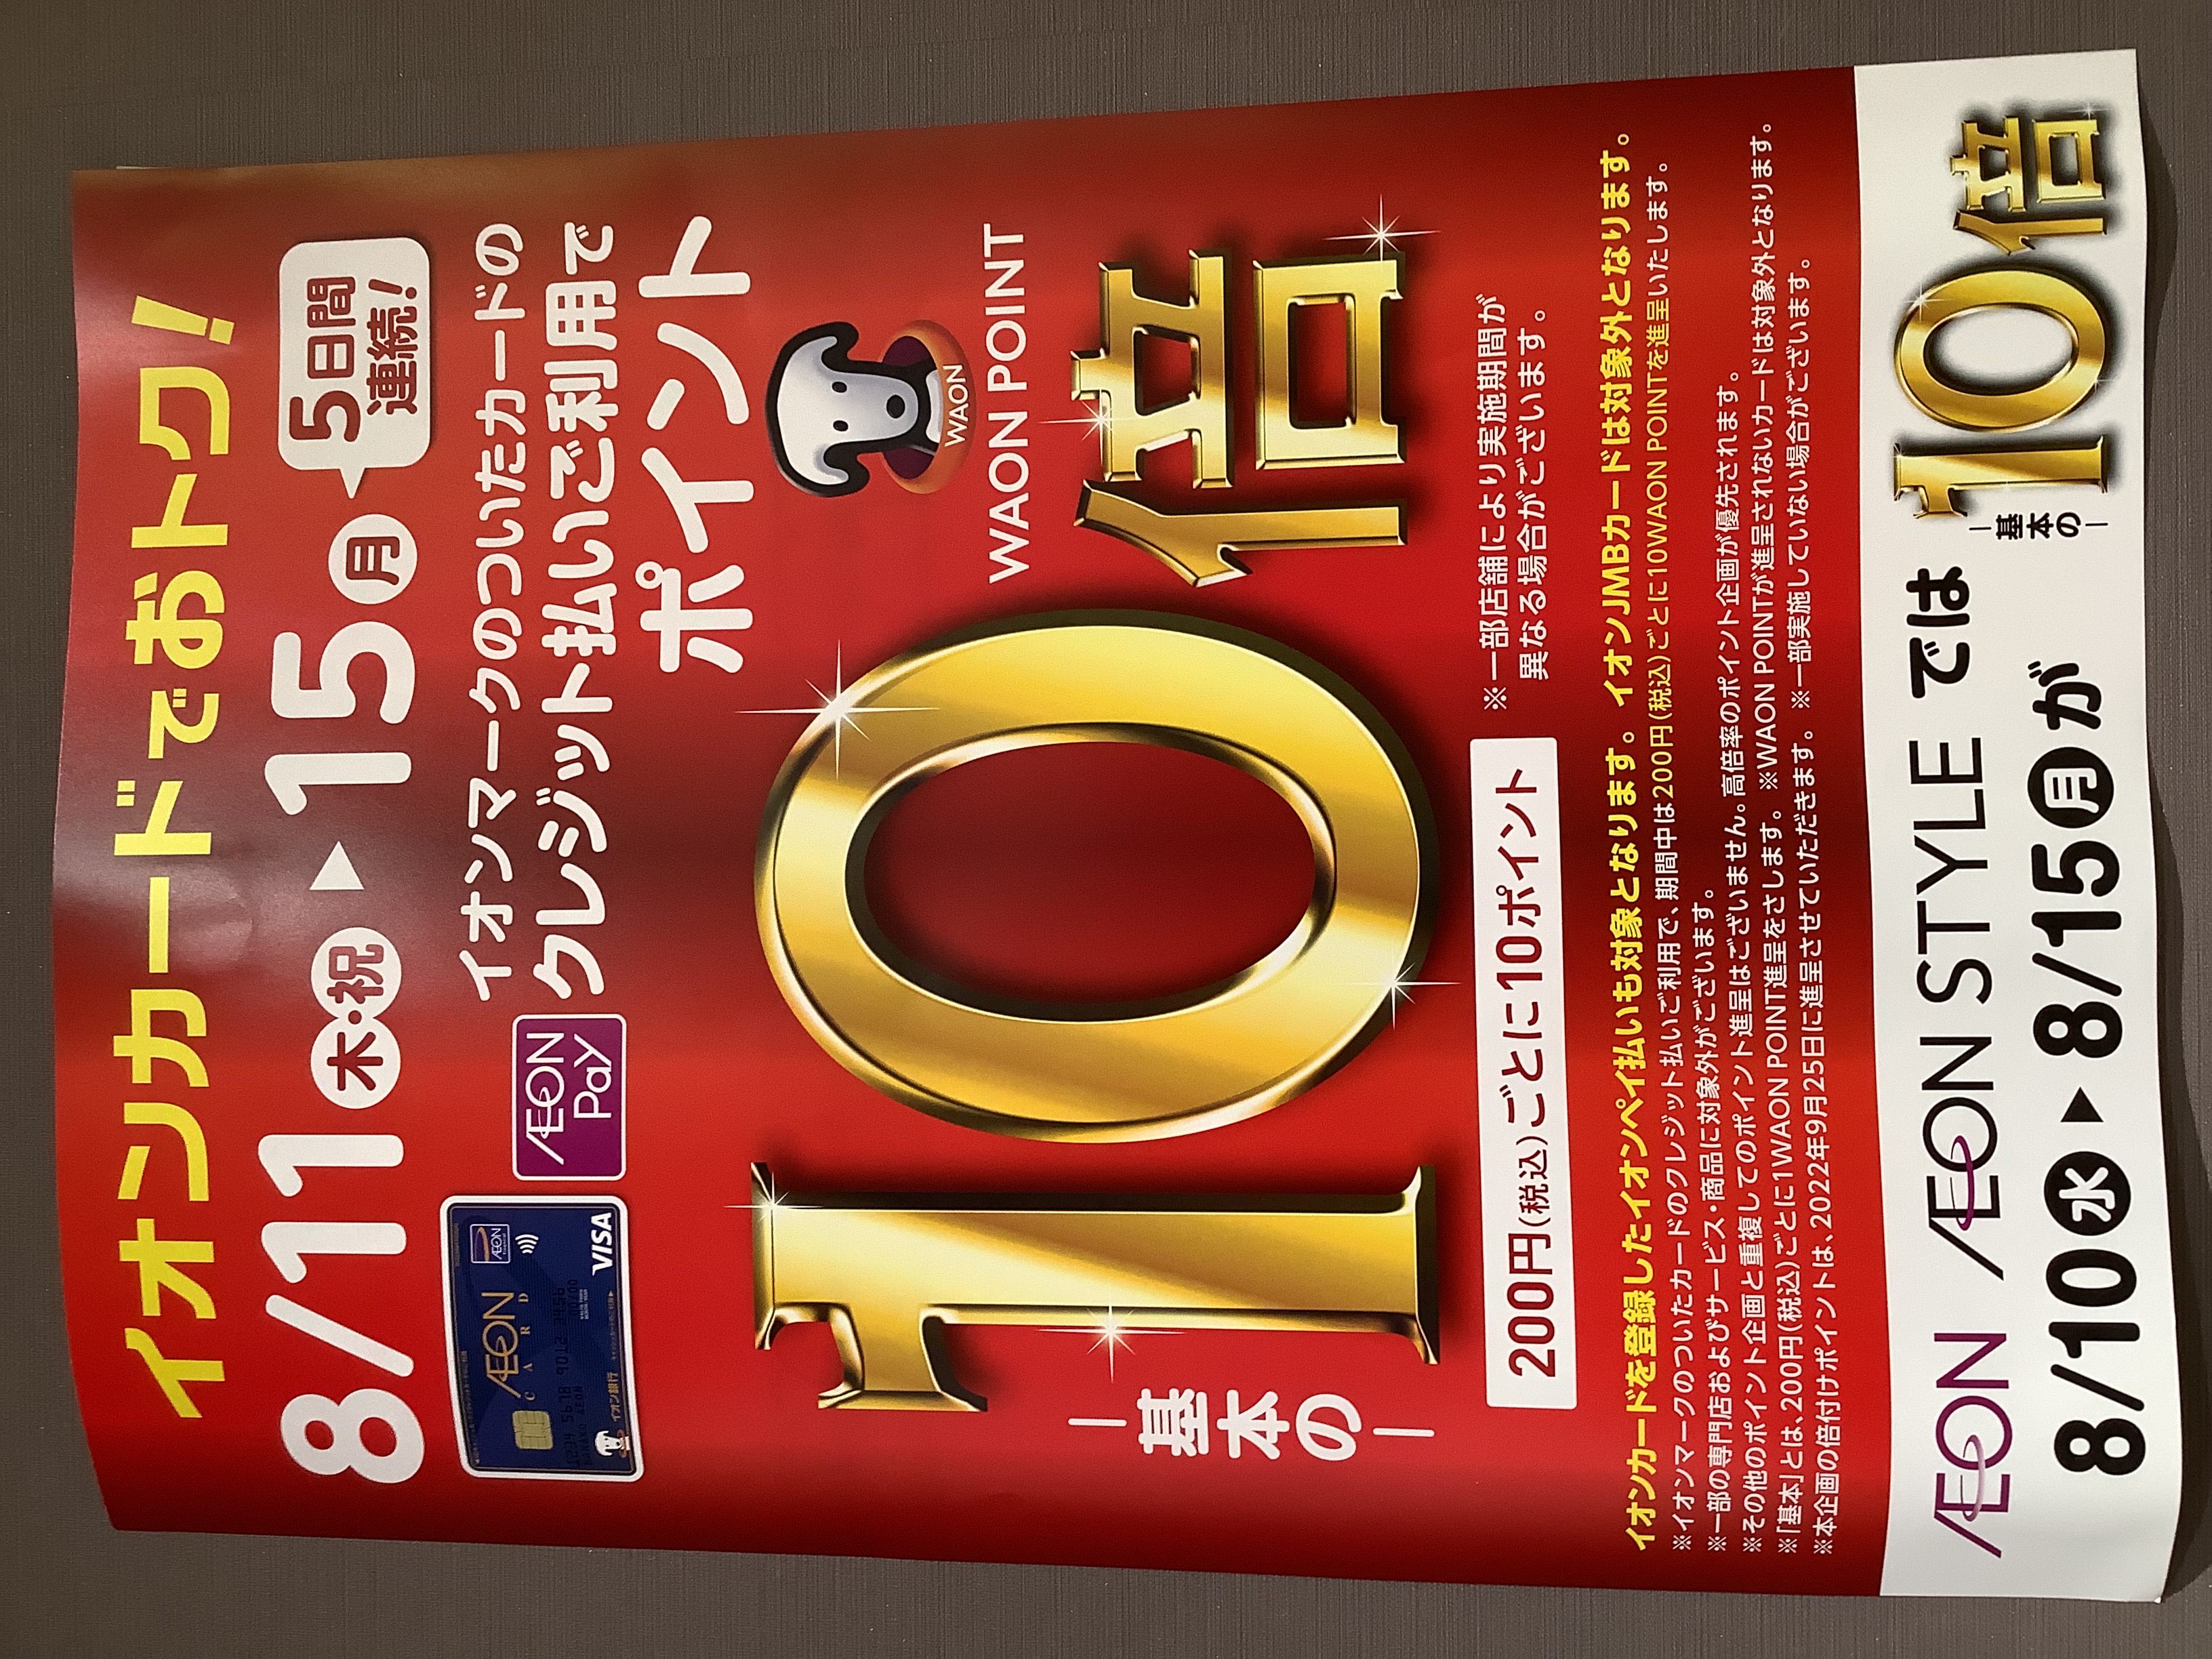 イオンカードでおトク!
8/11木・祝▶15月 5日間連続!
AEON CARD
イオン銀行
VISA
AEON Pay
イオンマークのついたカードの
クレジット払いご利用で
ポイント
WAON
WAON POINT
基本の
10倍
200円(税込)ごとに10ポイント
※一部店舗により実施期間が
異なる場合がございます。
イオンカードを登録したイオンペイ払いも対象となります。イオンJMBカードは対象外となります。
※イオンマークのついたカードのクレジット払いご利用で、期間中は200円(税込)ごとに10WAON POINTを進呈いたします。
※一部の専門店およびサービス・商品に対象外がございます。
※その他のポイント企画と重複してのポイント進呈はございません。高倍率のポイント企画が優先されます。
※「基本」とは、200円(税込)ごとに1WAON POINT進呈をさします。 ※WAON POINTが進呈されないカードは対象外となります。
※本企画の倍付けポイントは、2022年9月25日に進呈させていただきます。 ※一部実施していない場合がございます。
AEON AEON STYLE では
8/10水▶8/15月が
基本の
10倍